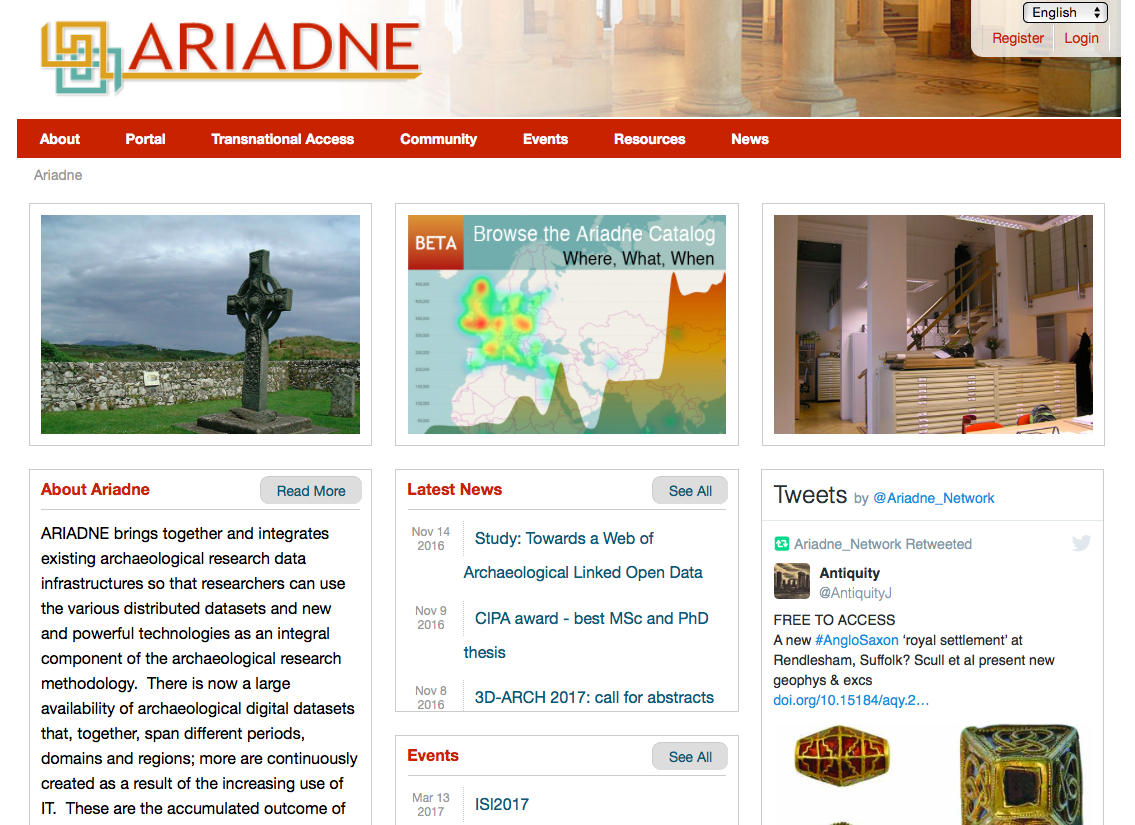 ARIADNE
English
Register
Login
About
Portal
Transnational Access
Community
Events
Resources
News
Ariadne
BETA
Browse the Ariadne Catalog
Where, What, When
About Ariadne
Read More
ARIADNE brings together and integrates
existing archaeological research data
infrastructures so that researchers can use
the various distributed datasets and new
and powerful technologies as an integral
component of the archaeological research
methodology.  There is now a large
availability of archaeological digital datasets
that, together, span different periods,
domains and regions; more are continuously
created as a result of the increasing use of
IT.  These are the accumulated outcome of
Latest News
See All
Nov 14
2016
Study: Towards a Web of
Archaeological Linked Open Data
Nov 9
2016
CIPA award - best MSc and PhD
thesis
Nov 8
2016
3D-ARCH 2017: call for abstracts
Events
See All
Mar 13
2017
ISI2017
Tweets by @Ariadne_Network
Ariadne_Network Retweeted
Antiquity
@AntiquityJ
FREE TO ACCESS
A new #AngloSaxon ‘royal settlement’ at
Rendlesham, Suffolk? Scull et al present new
geophys & excs
doi.org/10.15184/aqy.2…